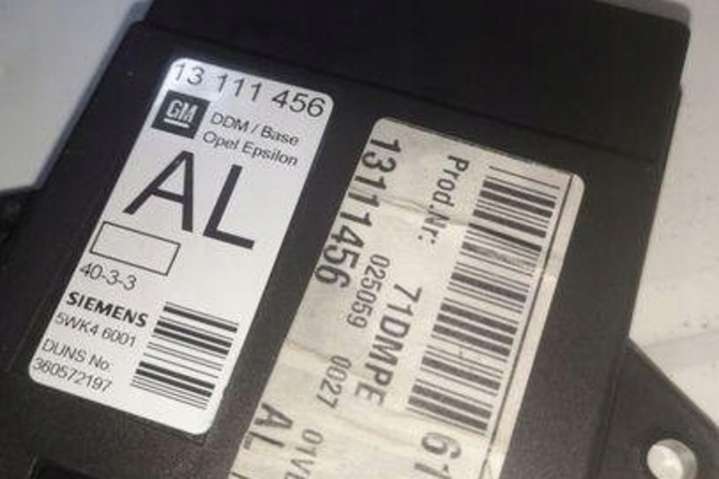 13 111 456
GM
DDM / Base
Opel Epsilon
AL
40-3-3
SIEMENS
5WK4 6001
DUNS No:
360572197
Prod.Nr:
71DMPE
61
13111456
025059 0027
AL